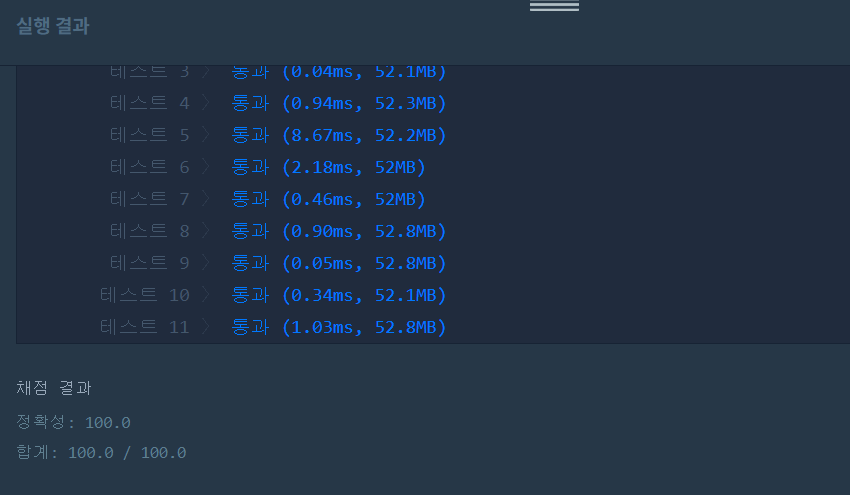 실행 결과
테스트 3 〉 통과 (0.04ms, 52.1MB)
테스트 4 〉 통과 (0.94ms, 52.3MB)
테스트 5 〉 통과 (8.67ms, 52.2MB)
테스트 6 〉 통과 (2.18ms, 52MB)
테스트 7 〉 통과 (0.46ms, 52MB)
테스트 8 〉 통과 (0.90ms, 52.8MB)
테스트 9 〉 통과 (0.05ms, 52.8MB)
테스트 10 〉 통과 (0.34ms, 52.1MB)
테스트 11 〉 통과 (1.03ms, 52.8MB)
채점 결과
정확성: 100.0
합계: 100.0 / 100.0